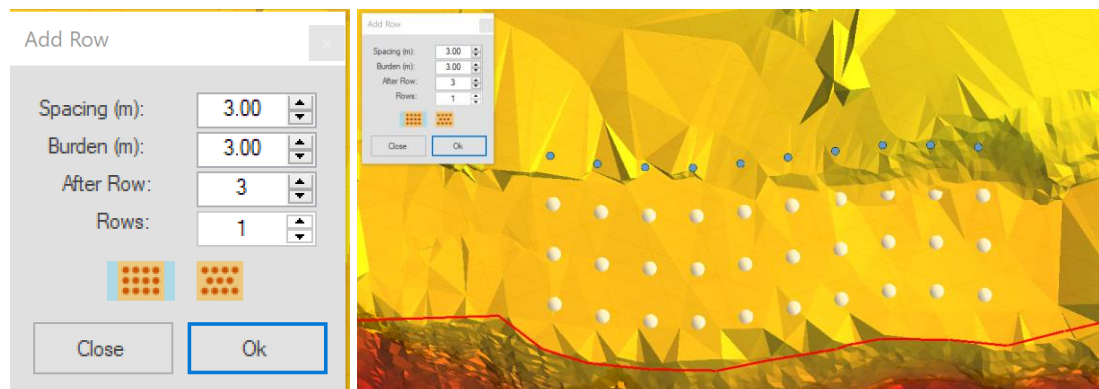 Add Row
Spacing (m): 3.00
Burden (m): 3.00
After Row: 3
Rows: 1
Close Ok
Add Row
Spacing (m): 3.00
Burden (m): 3.00
After Row: 3
Rows: 1
Close Ok